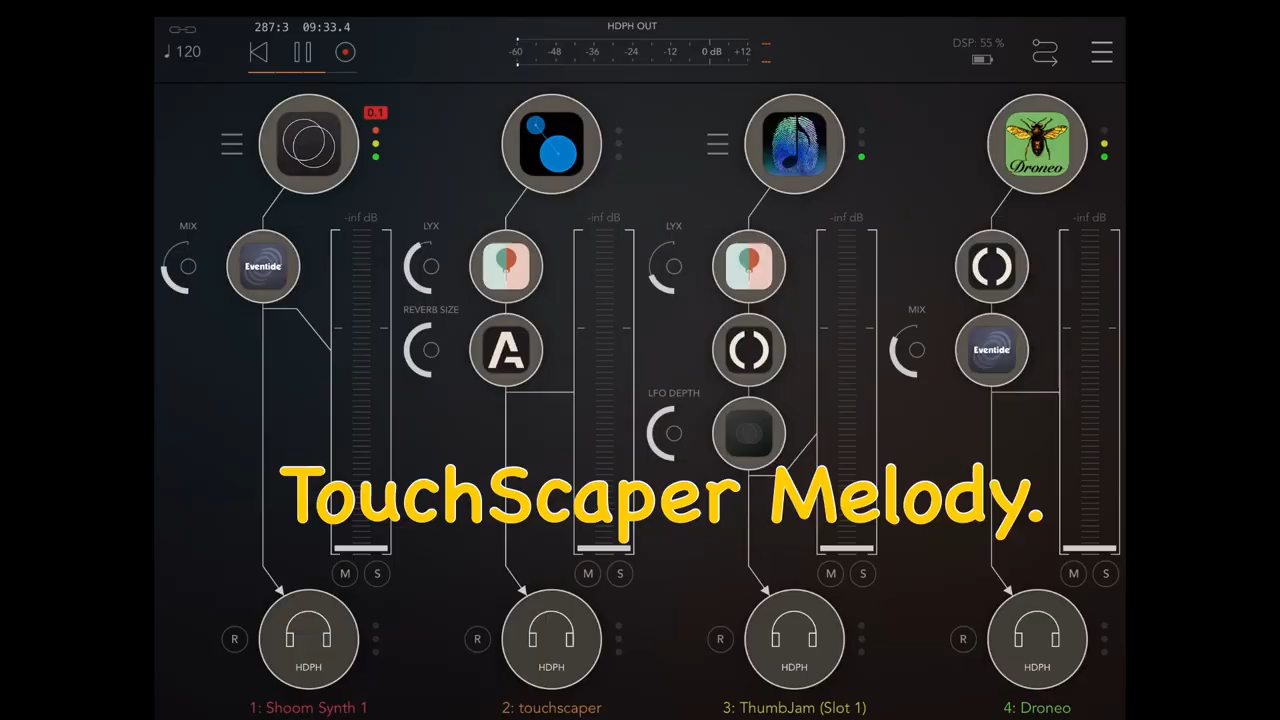 287:3 09:33.4
HDPH OUT
♩ 120
-60 -48 -36 -24 -12 0 dB +12
DSP: 55 %
0.1
Droneo
-inf dB -inf dB -inf dB -inf dB
MIX LYX LYX
Eventide
REVERB SIZE MIX
A Eventide
LFO DEPTH
TouchScaper Melody.
M S M S M S M S
R R R R
HDPH HDPH HDPH HDPH
1: Shoom Synth 1 2: touchscaper 3: ThumbJam (Slot 1) 4: Droneo